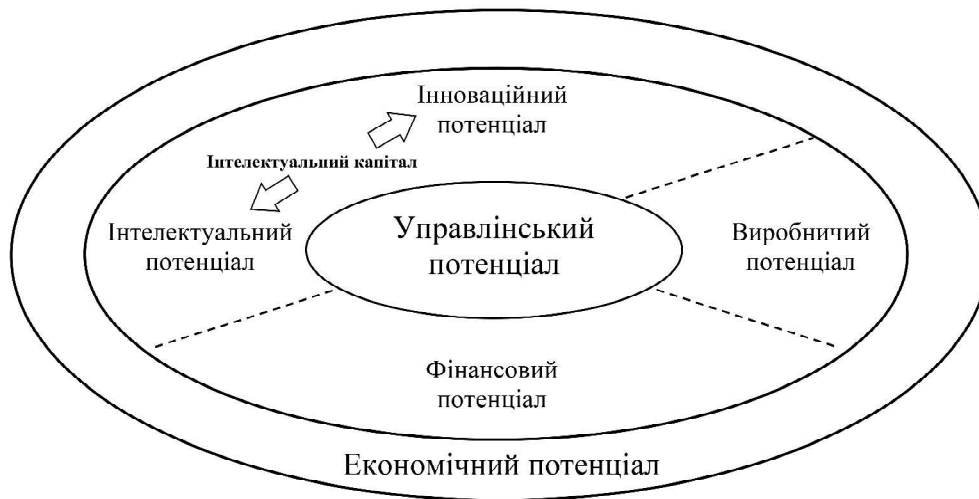 Інноваційний
потенціал
Інтелектуальний капітал
Інтелектуальний
потенціал
Управлінський
потенціал
Виробничий
потенціал
Фінансовий
потенціал
Економічний потенціал